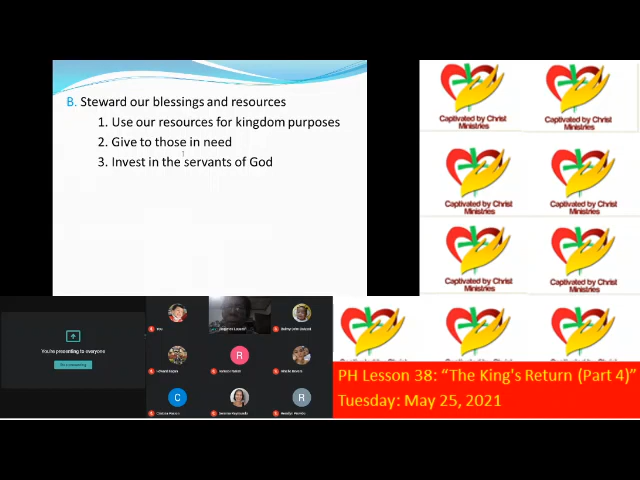 B. Steward our blessings and resources
1. Use our resources for kingdom purposes
2. Give to those in need
3. Invest in the servants of God
Captivated by Christ
Ministries
Captivated by Christ
Ministries
Captivated by Christ
Ministries
Captivated by Christ
Ministries
Captivated by Christ
Ministries
Captivated by Christ
Ministries
Captivated by Christ
Ministries
Captivated by Christ
Ministries
You're presenting to everyone
R
C
R
PH Lesson 38: “The King's Return (Part 4)”
Tuesday: May 25, 2021